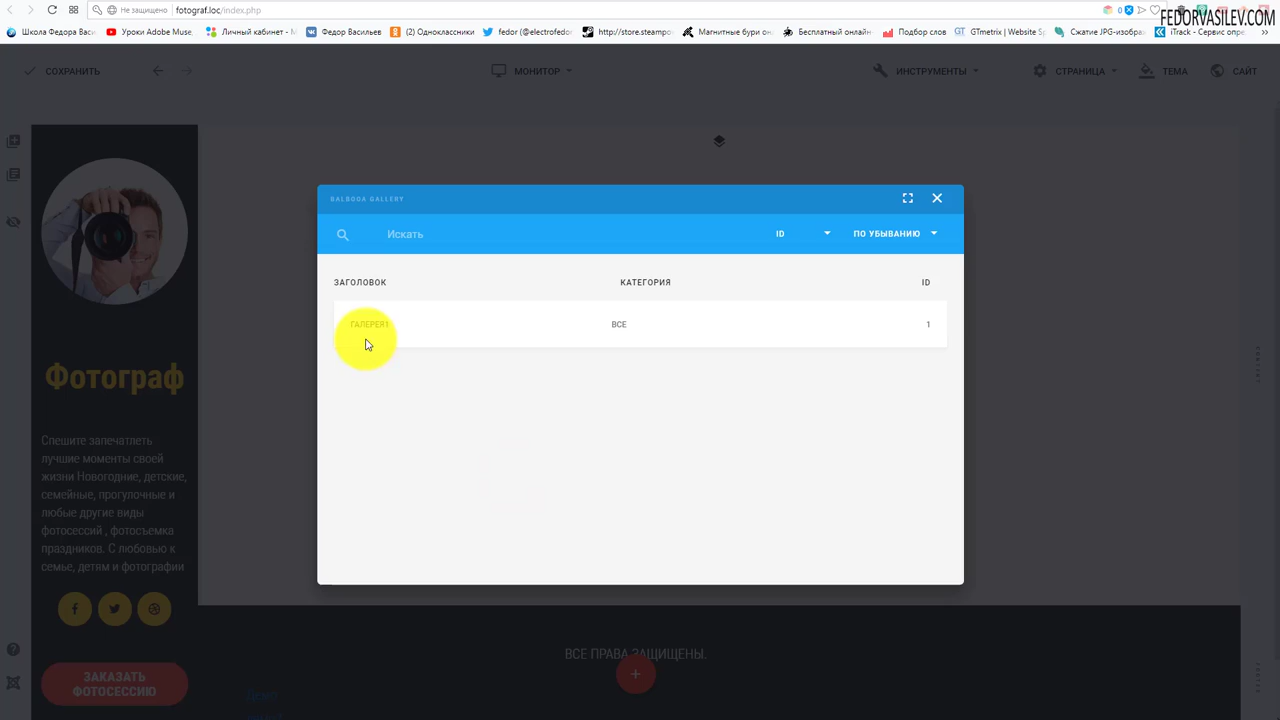 Не защищено fotograf.loc/index.php
0
FEDORVASILEV.COM
Школа Федора Васил
Уроки Adobe Muse,
Личный кабинет - М
Федор Васильев
(2) Одноклассники
fedor (@electrofedor
http://store.steampo
Магнитные бури он
Бесплатный онлайн-
Подбор слов
GTmetrix | Website Sp
Сжатие JPG-изобра
iTrack - Сервис опре
СОХРАНИТЬ
МОНИТОР
ИНСТРУМЕНТЫ
СТРАНИЦА
ТЕМА
САЙТ
BALBOOA GALLERY
Искать
ID
ПО УБЫВАНИЮ
ЗАГОЛОВОК
КАТЕГОРИЯ
ID
ГАЛЕРЕЯ1
ВСЕ
1
Фотограф
Спешите запечатлеть
лучшие моменты своей
жизни Новогодние, детские,
семейные, прогулочные и
любые другие виды
фотосессий , фотосъемка
праздников. С любовью к
семье, детям и фотографии
ЗАКАЗАТЬ
ФОТОСЕССИЮ
ВСЕ ПРАВА ЗАЩИЩЕНЫ.